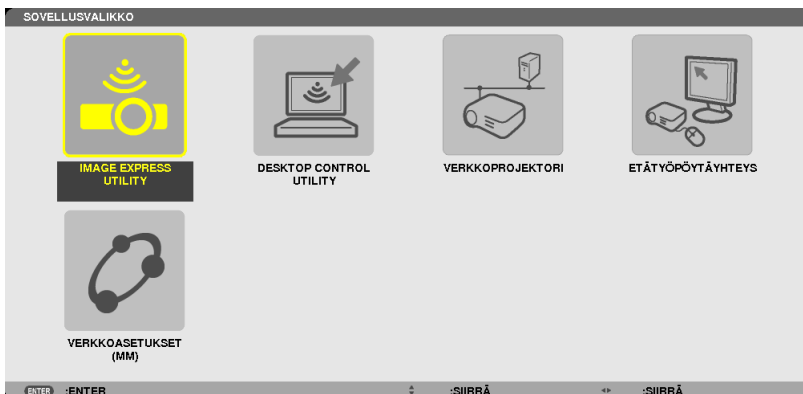 SOVELLUSVALIKKO
IMAGE EXPRESS
UTILITY
DESKTOP CONTROL
UTILITY
VERKKOPROJEKTORI
ETÄTYÖPÖYTÄYHTEYS
VERKKOASETUKSET
(MM)
ENTER :ENTER :SIIRRÄ :SIIRRÄ